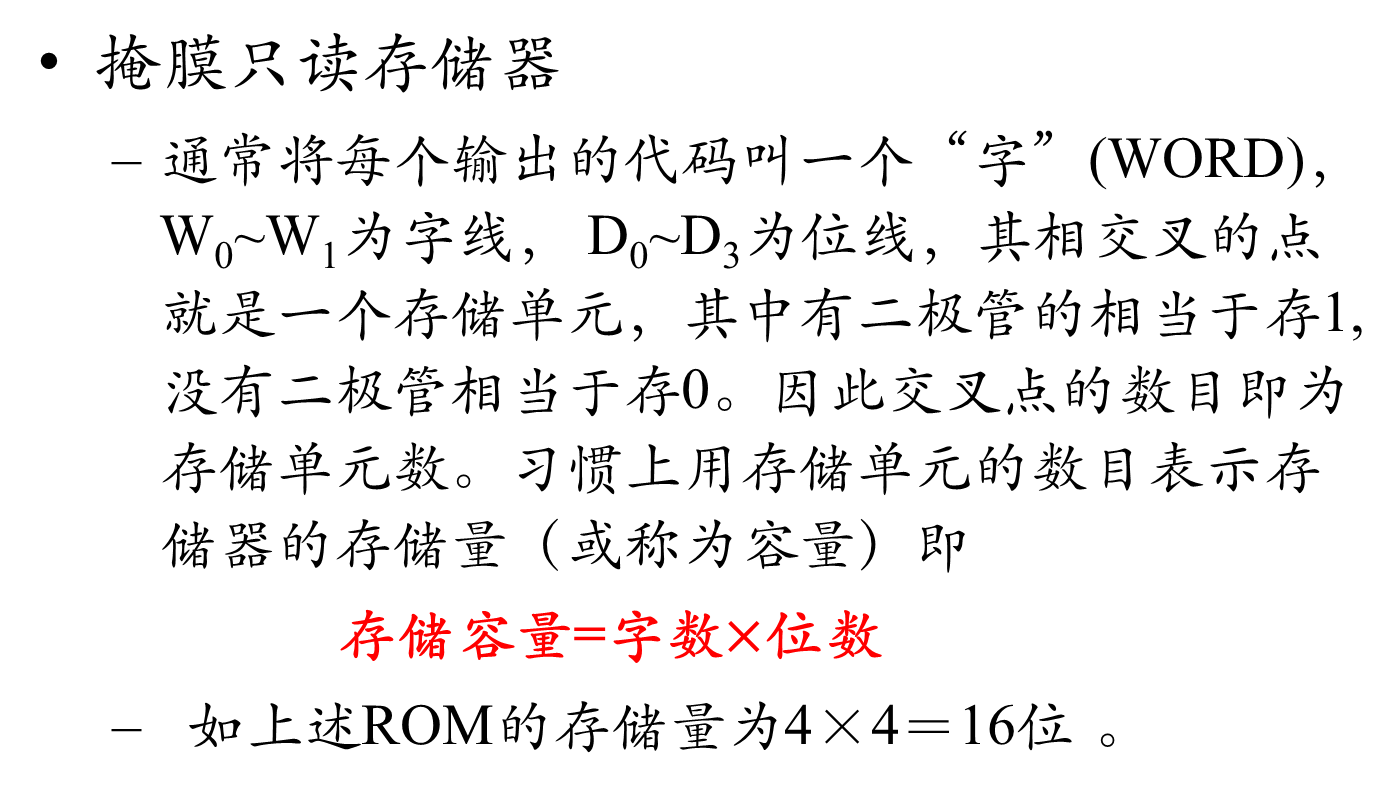 • 掩膜只读存储器
– 通常将每个输出的代码叫一个“字”(WORD),
W₀~W₁为字线， D₀~D₃为位线，其相交叉的点
就是一个存储单元，其中有二极管的相当于存1,
没有二极管相当于存0。因此交叉点的数目即为
存储单元数。习惯上用存储单元的数目表示存
储器的存储量（或称为容量）即
存储容量=字数×位数
– 如上述ROM的存储量为4×4＝16位 。